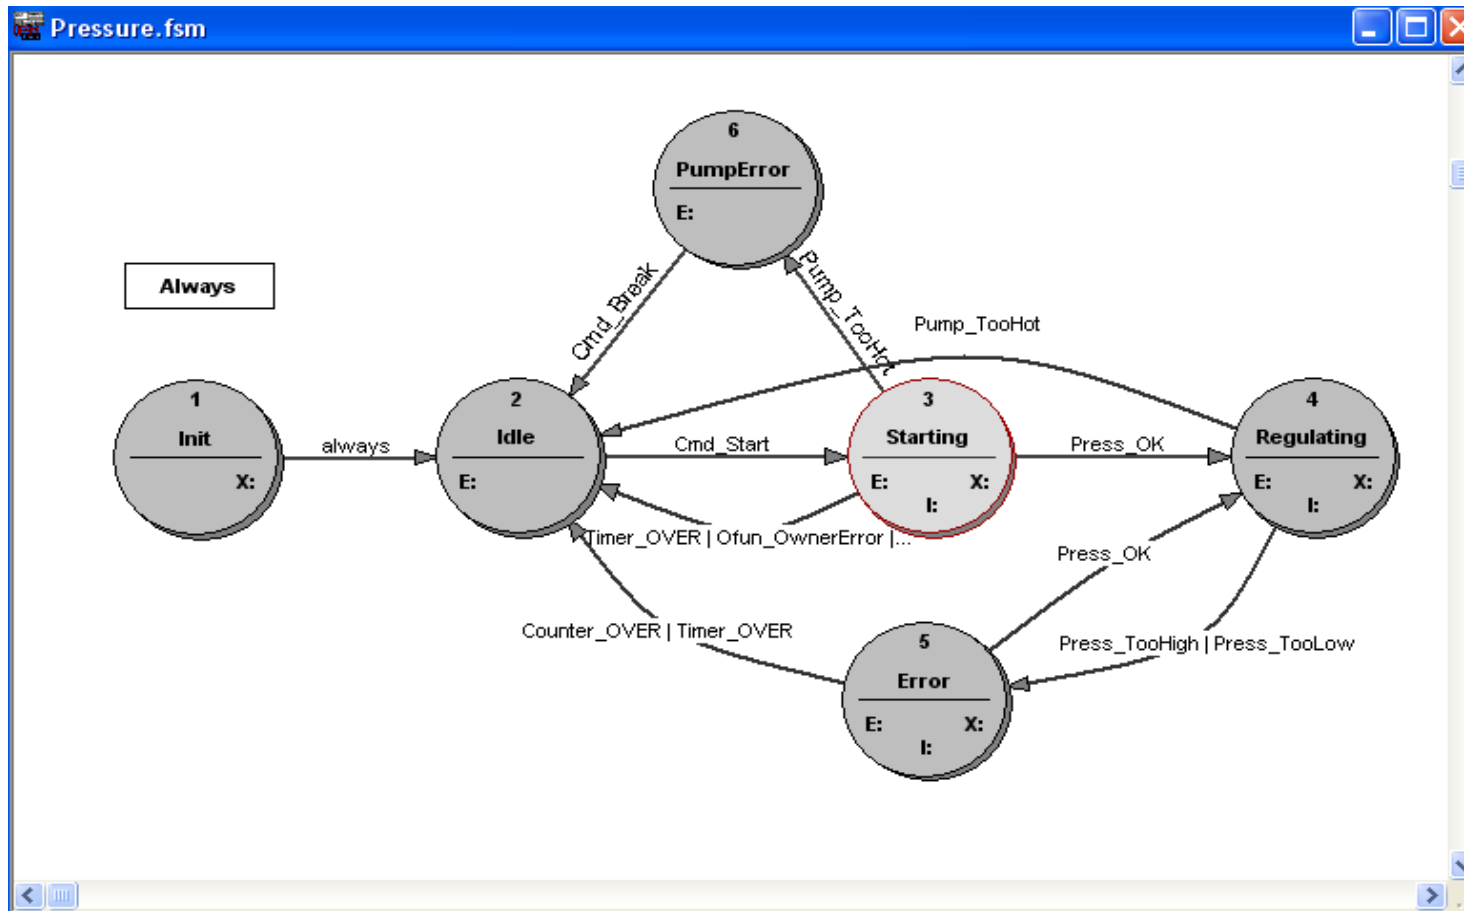 Pressure.fsm
6
PumpError
E:
Always
Cmd_Break
Pump_TooHot
Pump_TooHot
1
Init
X:
always
2
Idle
E:
Cmd_Start
3
Starting
E: X:
I:
Press_OK
4
Regulating
E: X:
I:
Timer_OVER | Ofun_OwnerError |...
Press_OK
Counter_OVER | Timer_OVER
Press_TooHigh | Press_TooLow
5
Error
E: X:
I: